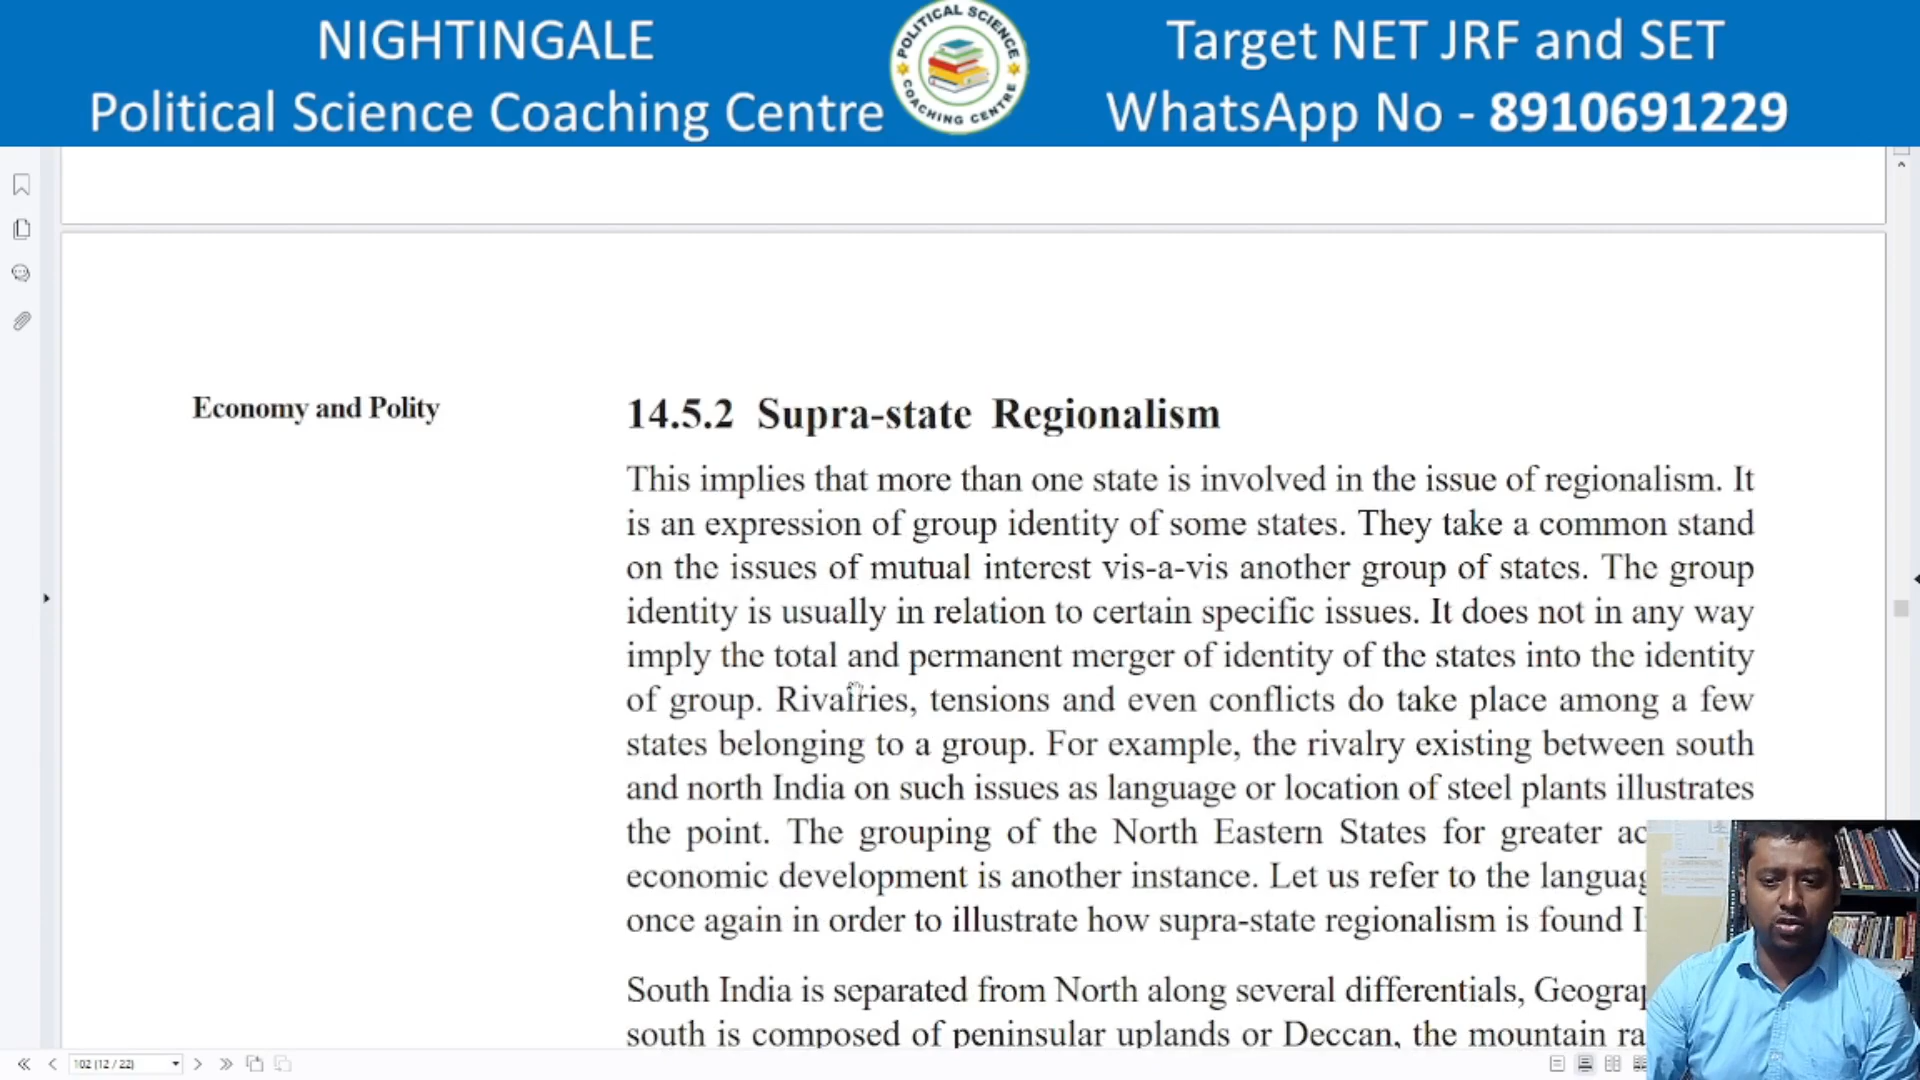 NIGHTINGALE
Political Science Coaching Centre
POLITICAL SCIENCE
COACHING CENTRE
Target NET JRF and SET
WhatsApp No - 8910691229
Economy and Polity
14.5.2 Supra-state Regionalism
This implies that more than one state is involved in the issue of regionalism. It
is an expression of group identity of some states. They take a common stand
on the issues of mutual interest vis-a-vis another group of states. The group
identity is usually in relation to certain specific issues. It does not in any way
imply the total and permanent merger of identity of the states into the identity
of group. Rivalries, tensions and even conflicts do take place among a few
states belonging to a group. For example, the rivalry existing between south
and north India on such issues as language or location of steel plants illustrates
the point. The grouping of the North Eastern States for greater
economic development is another instance. Let us refer to the
once again in order to illustrate how supra-state regionalism is found
South India is separated from North along several differentials,
south is composed of peninsular uplands or Deccan, the mountain
102 (12 / 22)